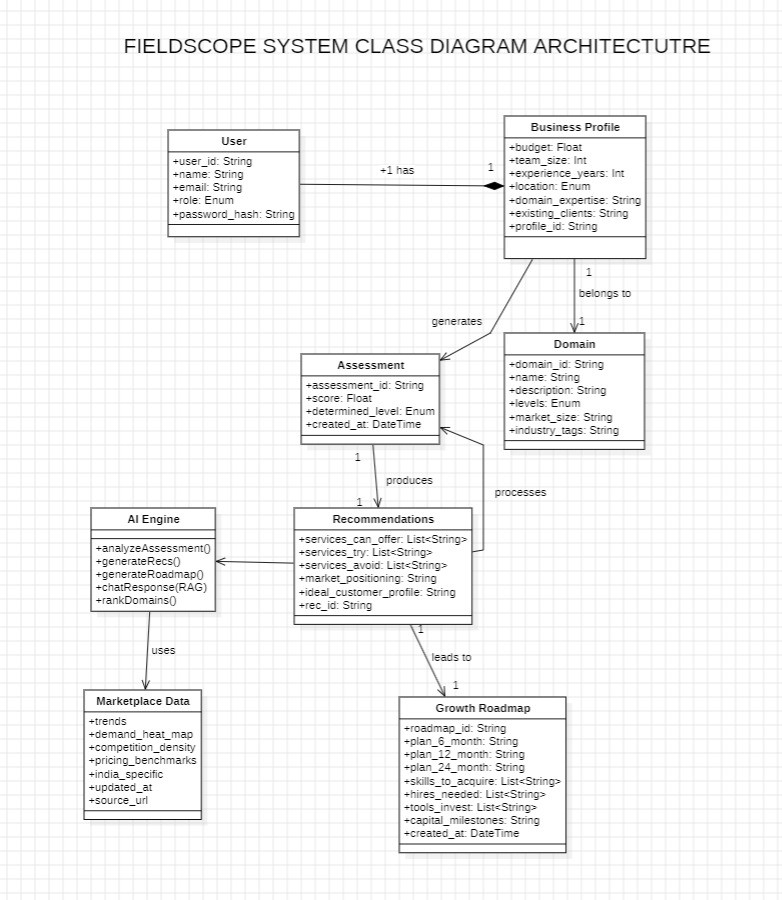 FIELDSCOPE SYSTEM CLASS DIAGRAM ARCHITECTUTRE
User
+user_id: String
+name: String
+email: String
+role: Enum
+password_hash: String
+1 has
1
Business Profile
+budget: Float
+team_size: Int
+experience_years: Int
+location: Enum
+domain_expertise: String
+existing_clients: String
+profile_id: String
1
belongs to
1
generates
Assessment
+assessment_id: String
+score: Float
+determined_level: Enum
+created_at: DateTime
Domain
+domain_id: String
+name: String
+description: String
+levels: Enum
+market_size: String
+industry_tags: String
1
produces
1
processes
AI Engine
+analyzeAssessment()
+generateRecs()
+generateRoadmap()
+chatResponse(RAG)
+rankDomains()
Recommendations
+services_can_offer: List<String>
+services_try: List<String>
+services_avoid: List<String>
+market_positioning: String
+ideal_customer_profile: String
+rec_id: String
uses
1
leads to
1
Marketplace Data
+trends
+demand_heat_map
+competition_density
+pricing_benchmarks
+india_specific
+updated_at
+source_url
Growth Roadmap
+roadmap_id: String
+plan_6_month: String
+plan_12_month: String
+plan_24_month: String
+skills_to_acquire: List<String>
+hires_needed: List<String>
+tools_invest: List<String>
+capital_milestones: String
+created_at: DateTime